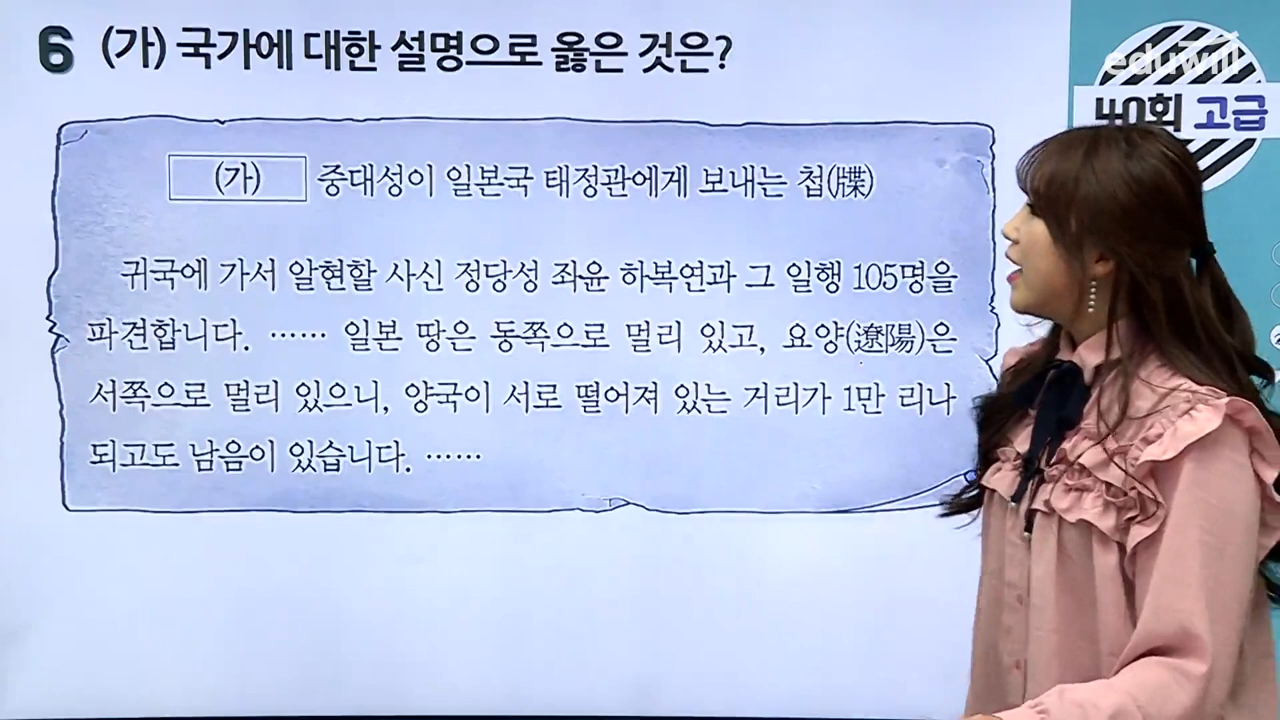 6 (가) 국가에 대한 설명으로 옳은 것은?
eduwill
40회 고급
(가) 중대성이 일본국 태정관에게 보내는 첩(牒)
귀국에 가서 알현할 사신 정당성 좌윤 하복연과 그 일행 105명을
파견합니다. …… 일본 땅은 동쪽으로 멀리 있고, 요양(遼陽)은
서쪽으로 멀리 있으니, 양국이 서로 떨어져 있는 거리가 1만 리나
되고도 남음이 있습니다. ……